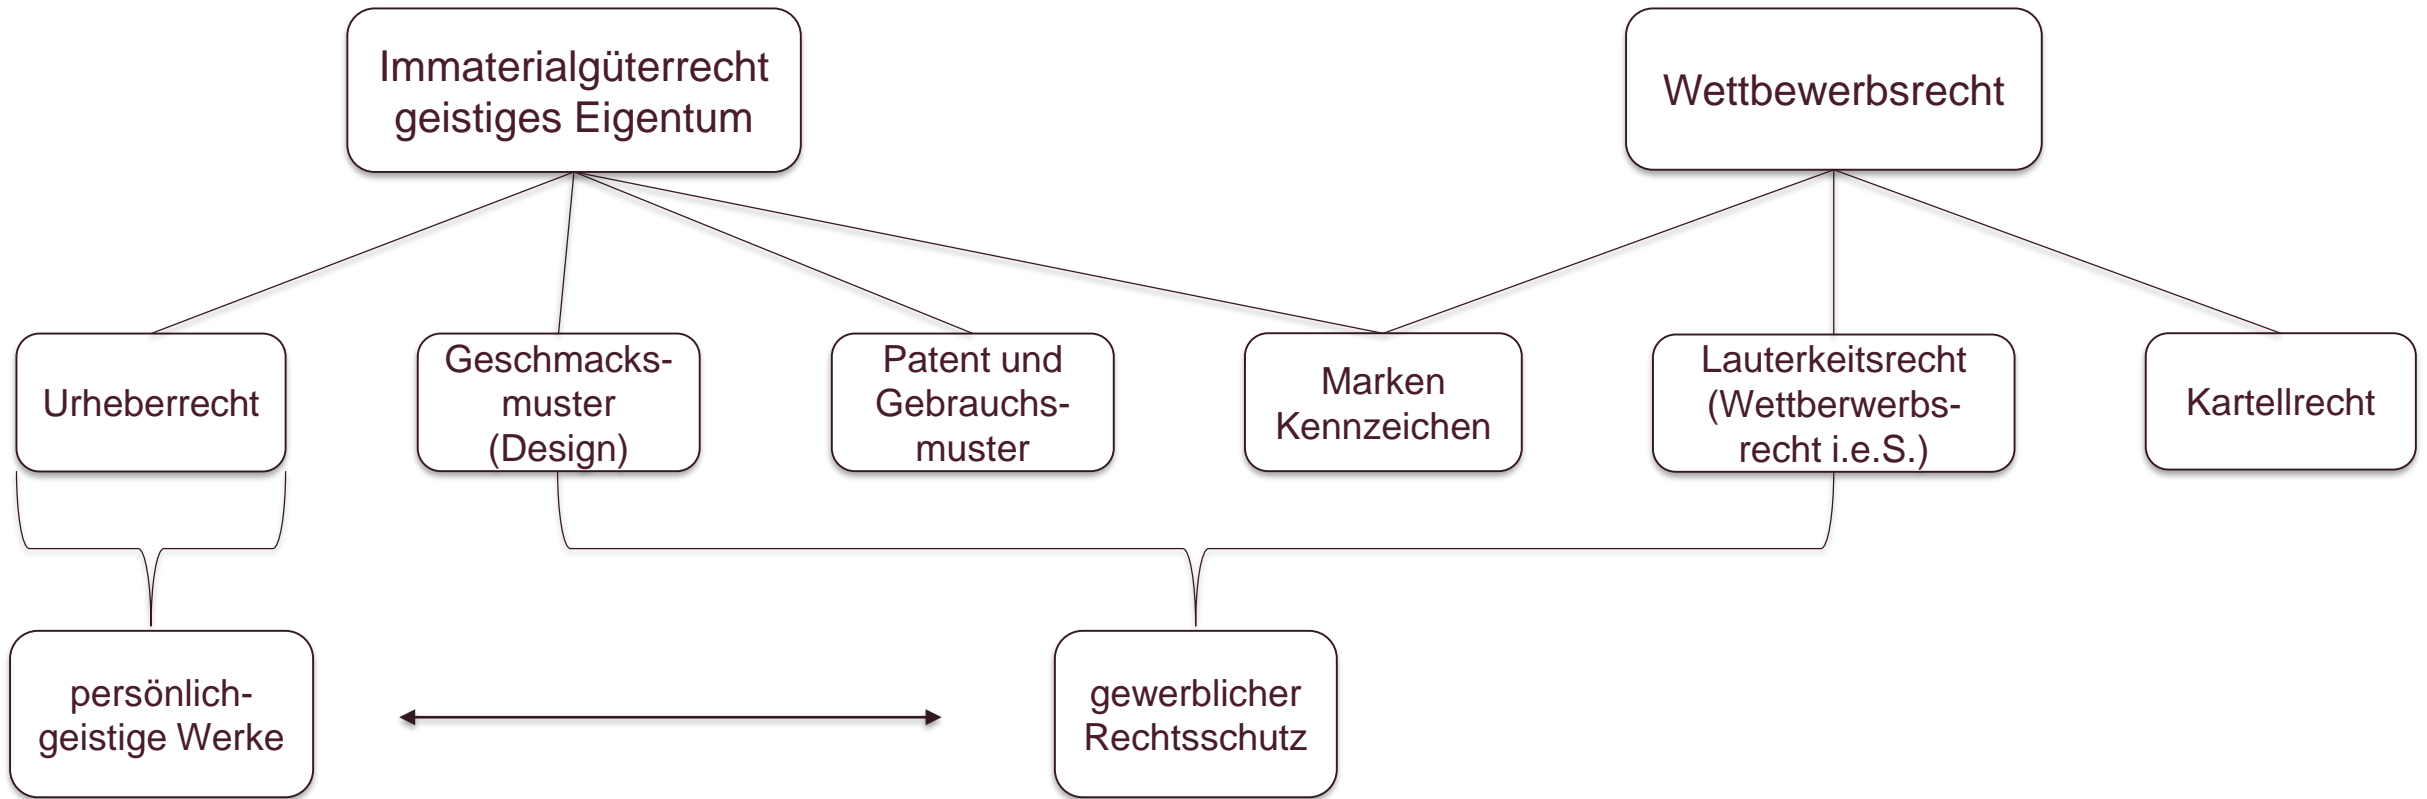 Immaterialgüterrecht
geistiges Eigentum
Wettbewerbsrecht
Urheberrecht
Geschmacks-
muster
(Design)
Patent und
Gebrauchs-
muster
Marken
Kennzeichen
Lauterkeitsrecht
(Wettberwerbs-
recht i.e.S.)
Kartellrecht
persönlich-
geistige Werke
gewerblicher
Rechtsschutz